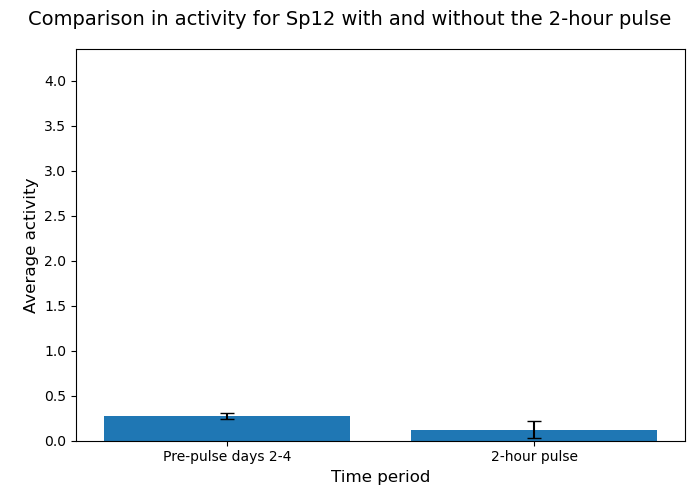 Comparison in activity for Sp12 with and without the 2-hour pulse
4.0
3.5
3.0
2.5
2.0
1.5
1.0
0.5
0.0
Average activity
Pre-pulse days 2-4
2-hour pulse
Time period